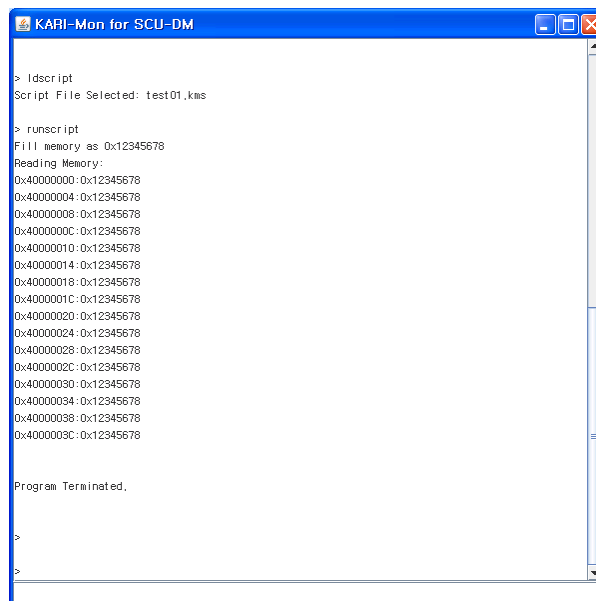 KARI-Mon for SCU-DM
> ldscript
Script File Selected: test01.kms
> runscript
Fill memory as 0x12345678
Reading Memory:
0x40000000:0x12345678
0x40000004:0x12345678
0x40000008:0x12345678
0x4000000C:0x12345678
0x40000010:0x12345678
0x40000014:0x12345678
0x40000018:0x12345678
0x4000001C:0x12345678
0x40000020:0x12345678
0x40000024:0x12345678
0x40000028:0x12345678
0x4000002C:0x12345678
0x40000030:0x12345678
0x40000034:0x12345678
0x40000038:0x12345678
0x4000003C:0x12345678
Program Terminated.
>
>